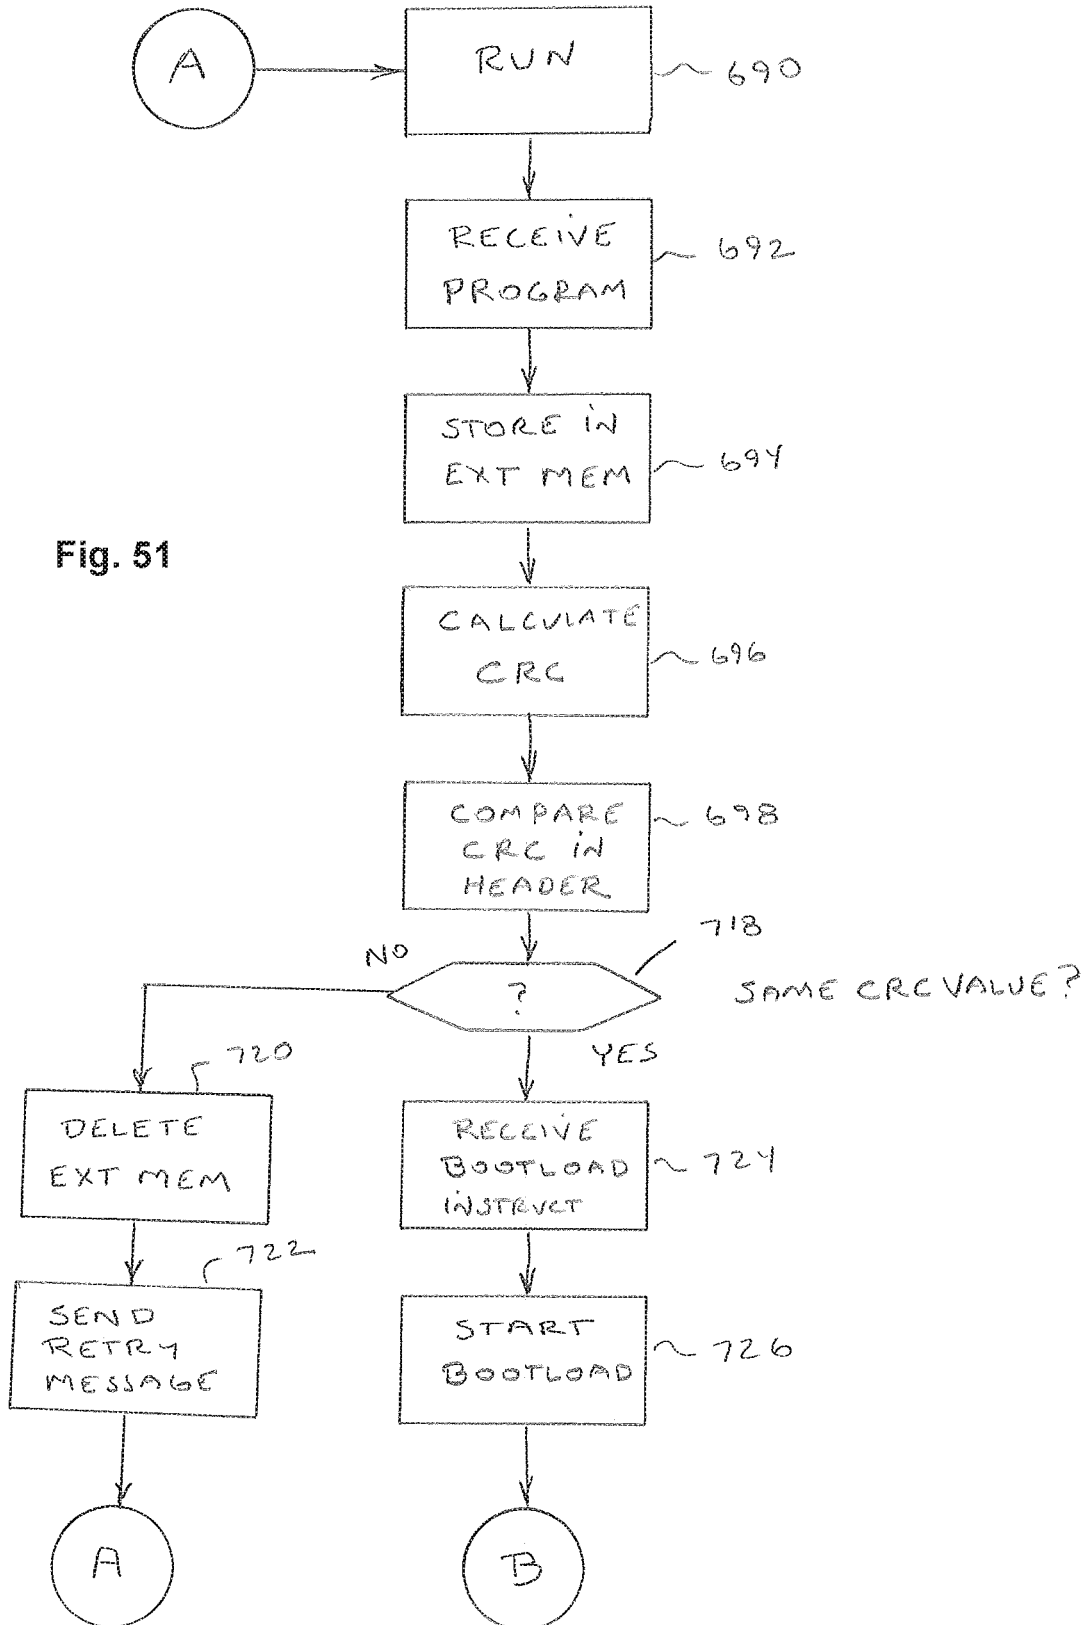 A
RUN
690
RECEIVE
PROGRAM
692
STORE IN
EXT MEM
694
Fig. 51
CALCULATE
CRC
696
COMPARE
CRC IN
HEADER
698
718
NO
?
SAME CRC VALUE?
YES
720
DELETE
EXT MEM
RECEIVE
BOOTLOAD
INSTRUCT
724
722
SEND
RETRY
MESSAGE
START
BOOTLOAD
726
A
B